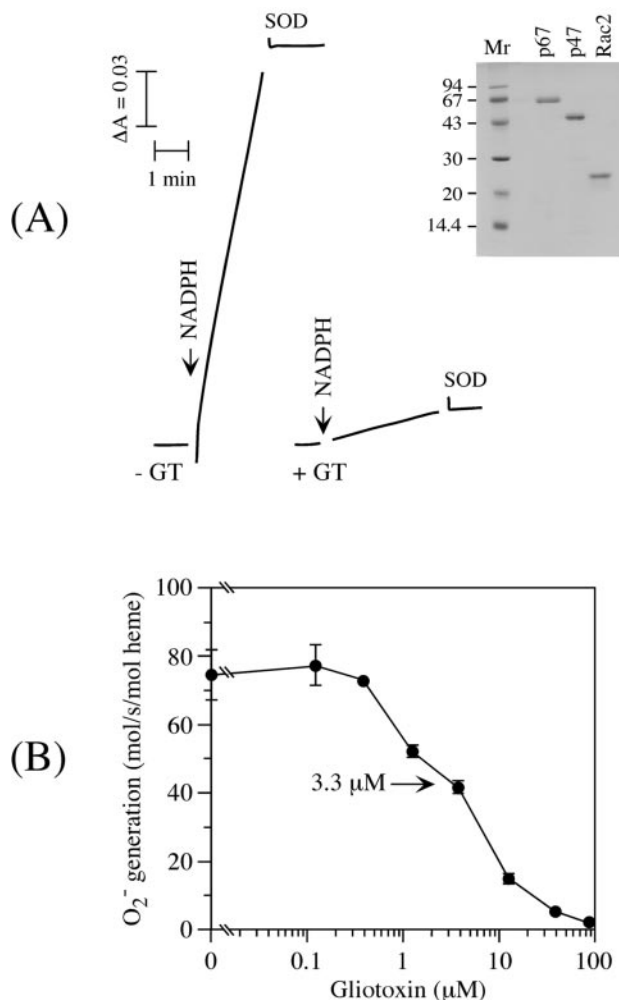 (A)
ΔA = 0.03
1 min
SOD
NADPH
- GT
NADPH
SOD
+ GT
Mr
p67
p47
Rac2
94
67
43
30
20
14.4
(B)
O₂⁻ generation (mol/s/mol heme)
100
80
60
40
20
0
3.3 μM
0
0.1
1
10
100
Gliotoxin (μM)